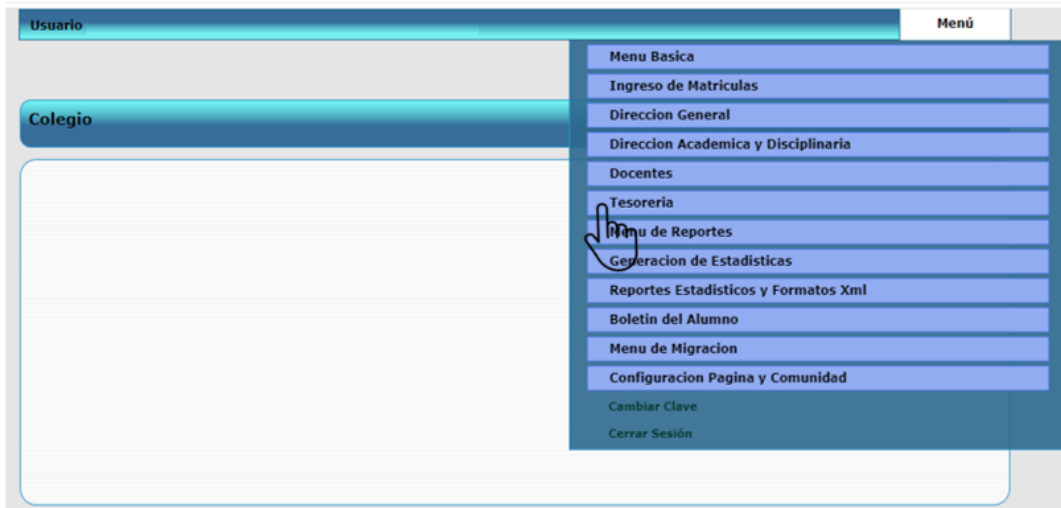 Usuario
Menú
Menu Basica
Ingreso de Matriculas
Direccion General
Colegio
Direccion Academica y Disciplinaria
Docentes
Tesoreria
Menu de Reportes
Generacion de Estadisticas
Reportes Estadisticos y Formatos Xml
Boletin del Alumno
Menu de Migracion
Configuracion Pagina y Comunidad
Cambiar Clave
Cerrar Sesión